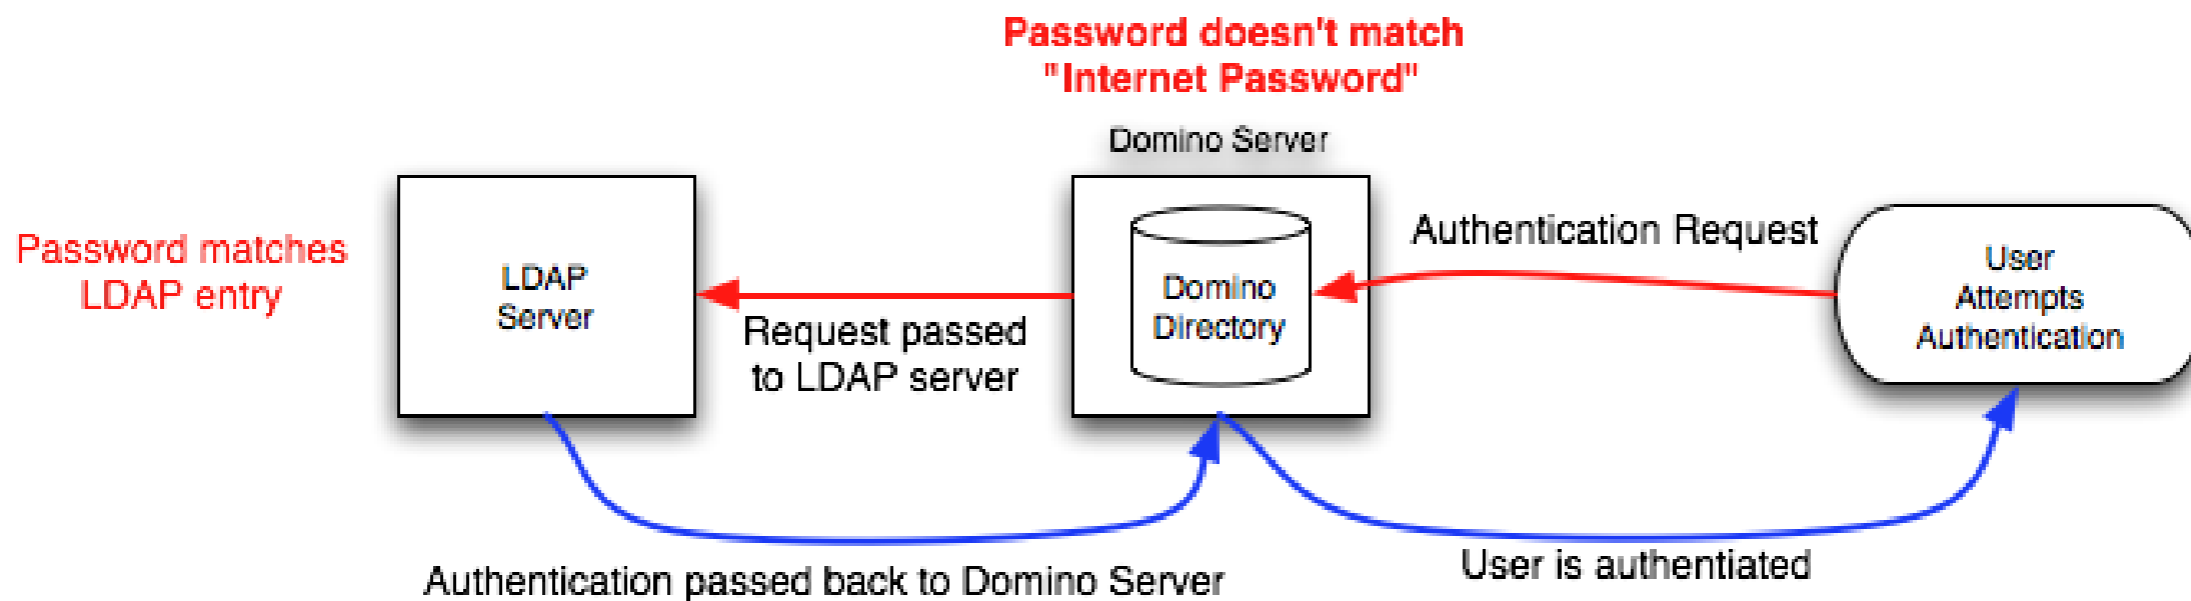 Password doesn't match
"Internet Password"
Domino Server
Password matches
LDAP entry
LDAP
Server
Request passed
to LDAP server
Domino
Directory
Authentication Request
User
Attempts
Authentication
Authentication passed back to Domino Server
User is authentiated